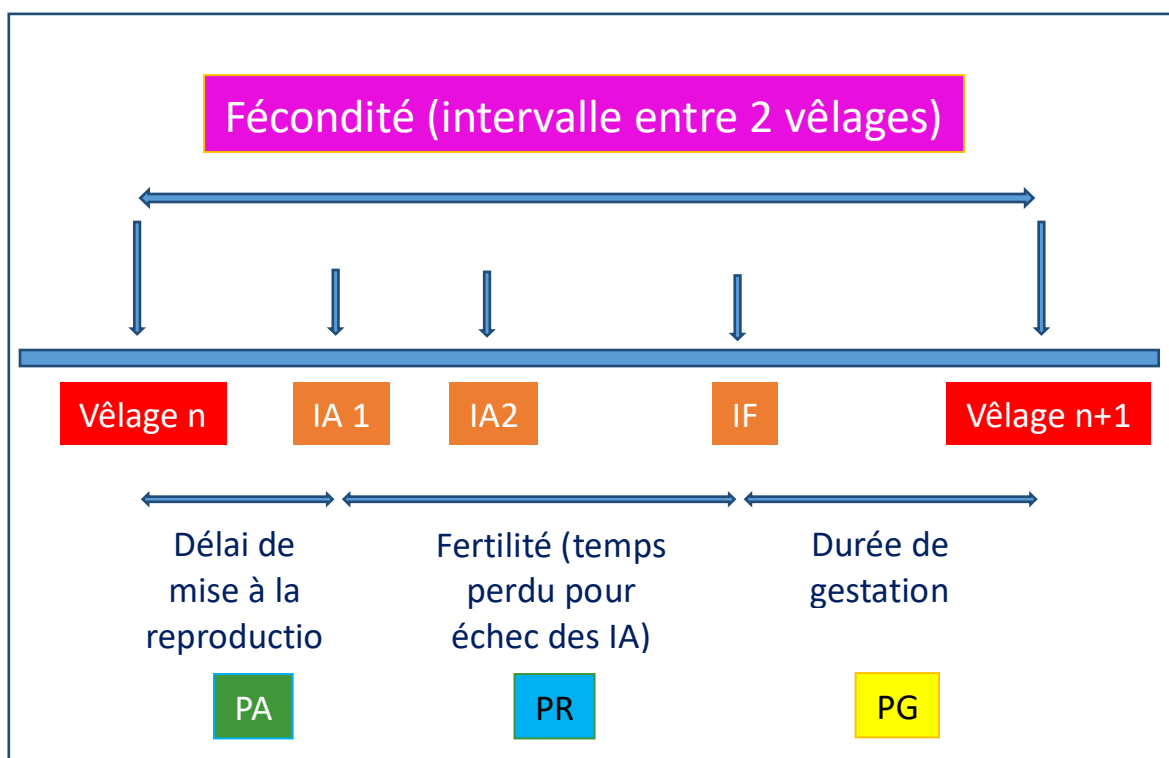 Fécondité (intervalle entre 2 vêlages)
Vêlage n
IA 1
IA2
IF
Vêlage n+1
Délai de
mise à la
reproductio
Fertilité (temps
perdu pour
échec des IA)
Durée de
gestation
PA
PR
PG